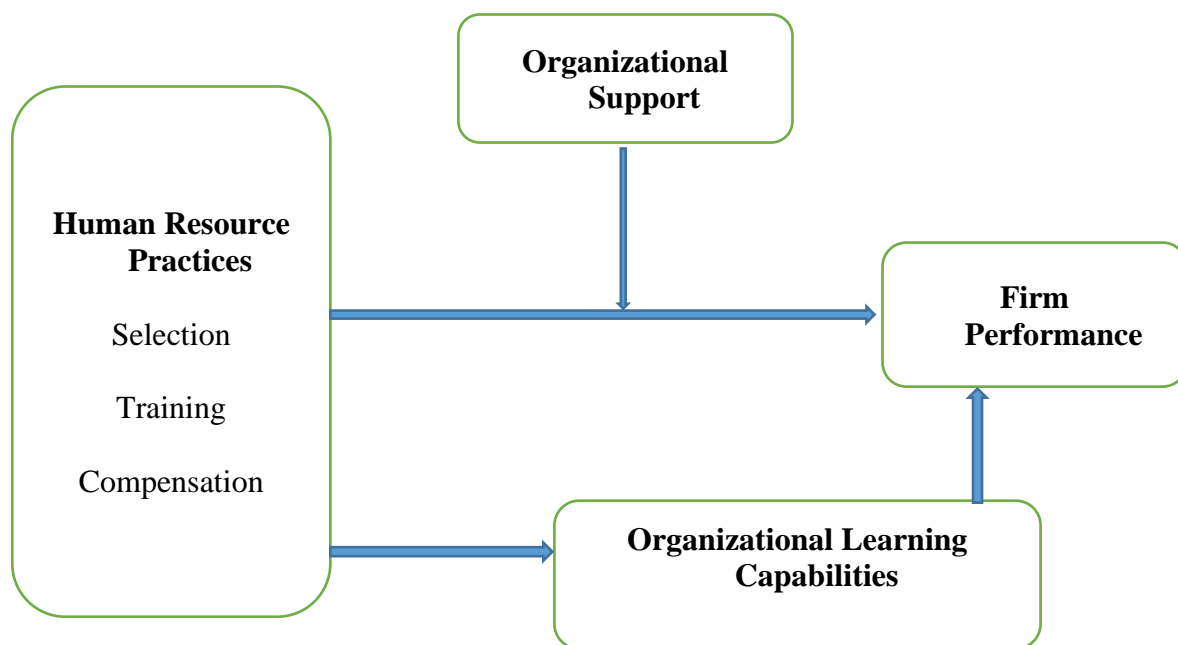 Organizational
Support
Human Resource
Practices
Selection
Training
Compensation
Firm
Performance
Organizational Learning
Capabilities